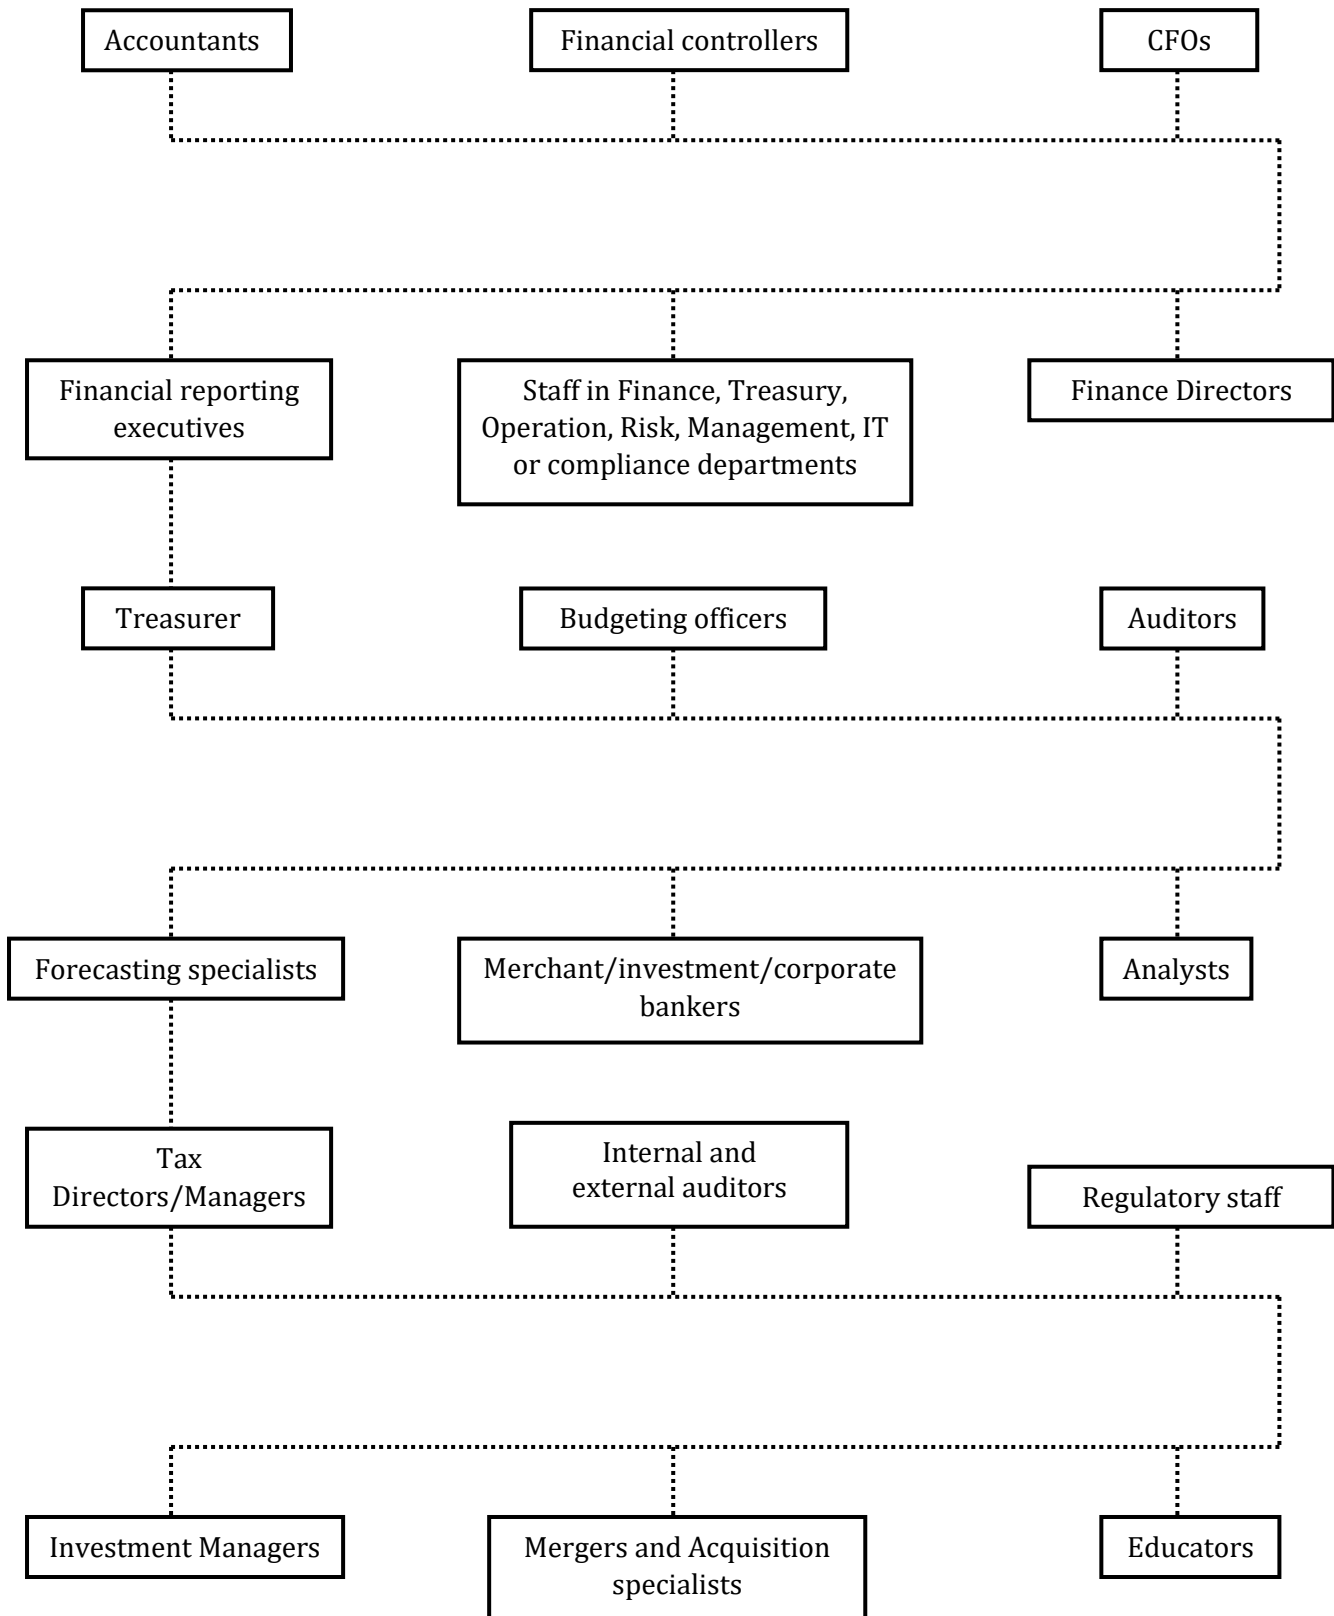 Accountants
Financial controllers
CFOs
Financial reporting
executives
Staff in Finance, Treasury,
Operation, Risk, Management, IT
or compliance departments
Finance Directors
Treasurer
Budgeting officers
Auditors
Forecasting specialists
Merchant/investment/corporate
bankers
Analysts
Tax
Directors/Managers
Internal and
external auditors
Regulatory staff
Investment Managers
Mergers and Acquisition
specialists
Educators